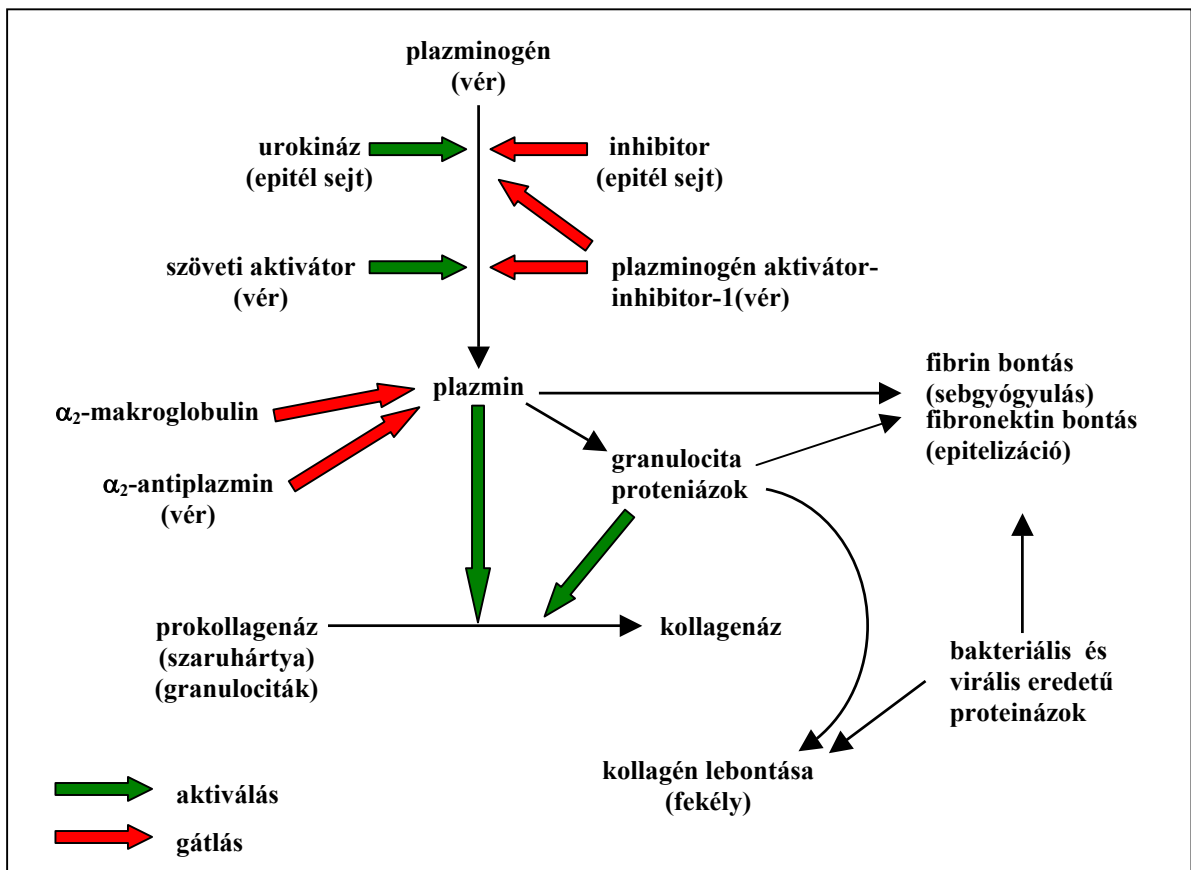 plazminogén
(vér)
urokináz
(epitél sejt)
inhibitor
(epitél sejt)
szöveti aktivátor
(vér)
plazminogén aktivátor-
inhibitor-1(vér)
plazmin
fibrin bontás
(sebgyógyulás)
fibronektin bontás
(epitelizáció)
α₂-makroglobulin
α₂-antiplazmin
(vér)
granulocita
proteniázok
prokollagenáz
(szaruhártya)
(granulociták)
kollagenáz
bakteriális és
virális eredetű
proteinázok
kollagén lebontása
(fekély)
aktiválás
gátlás